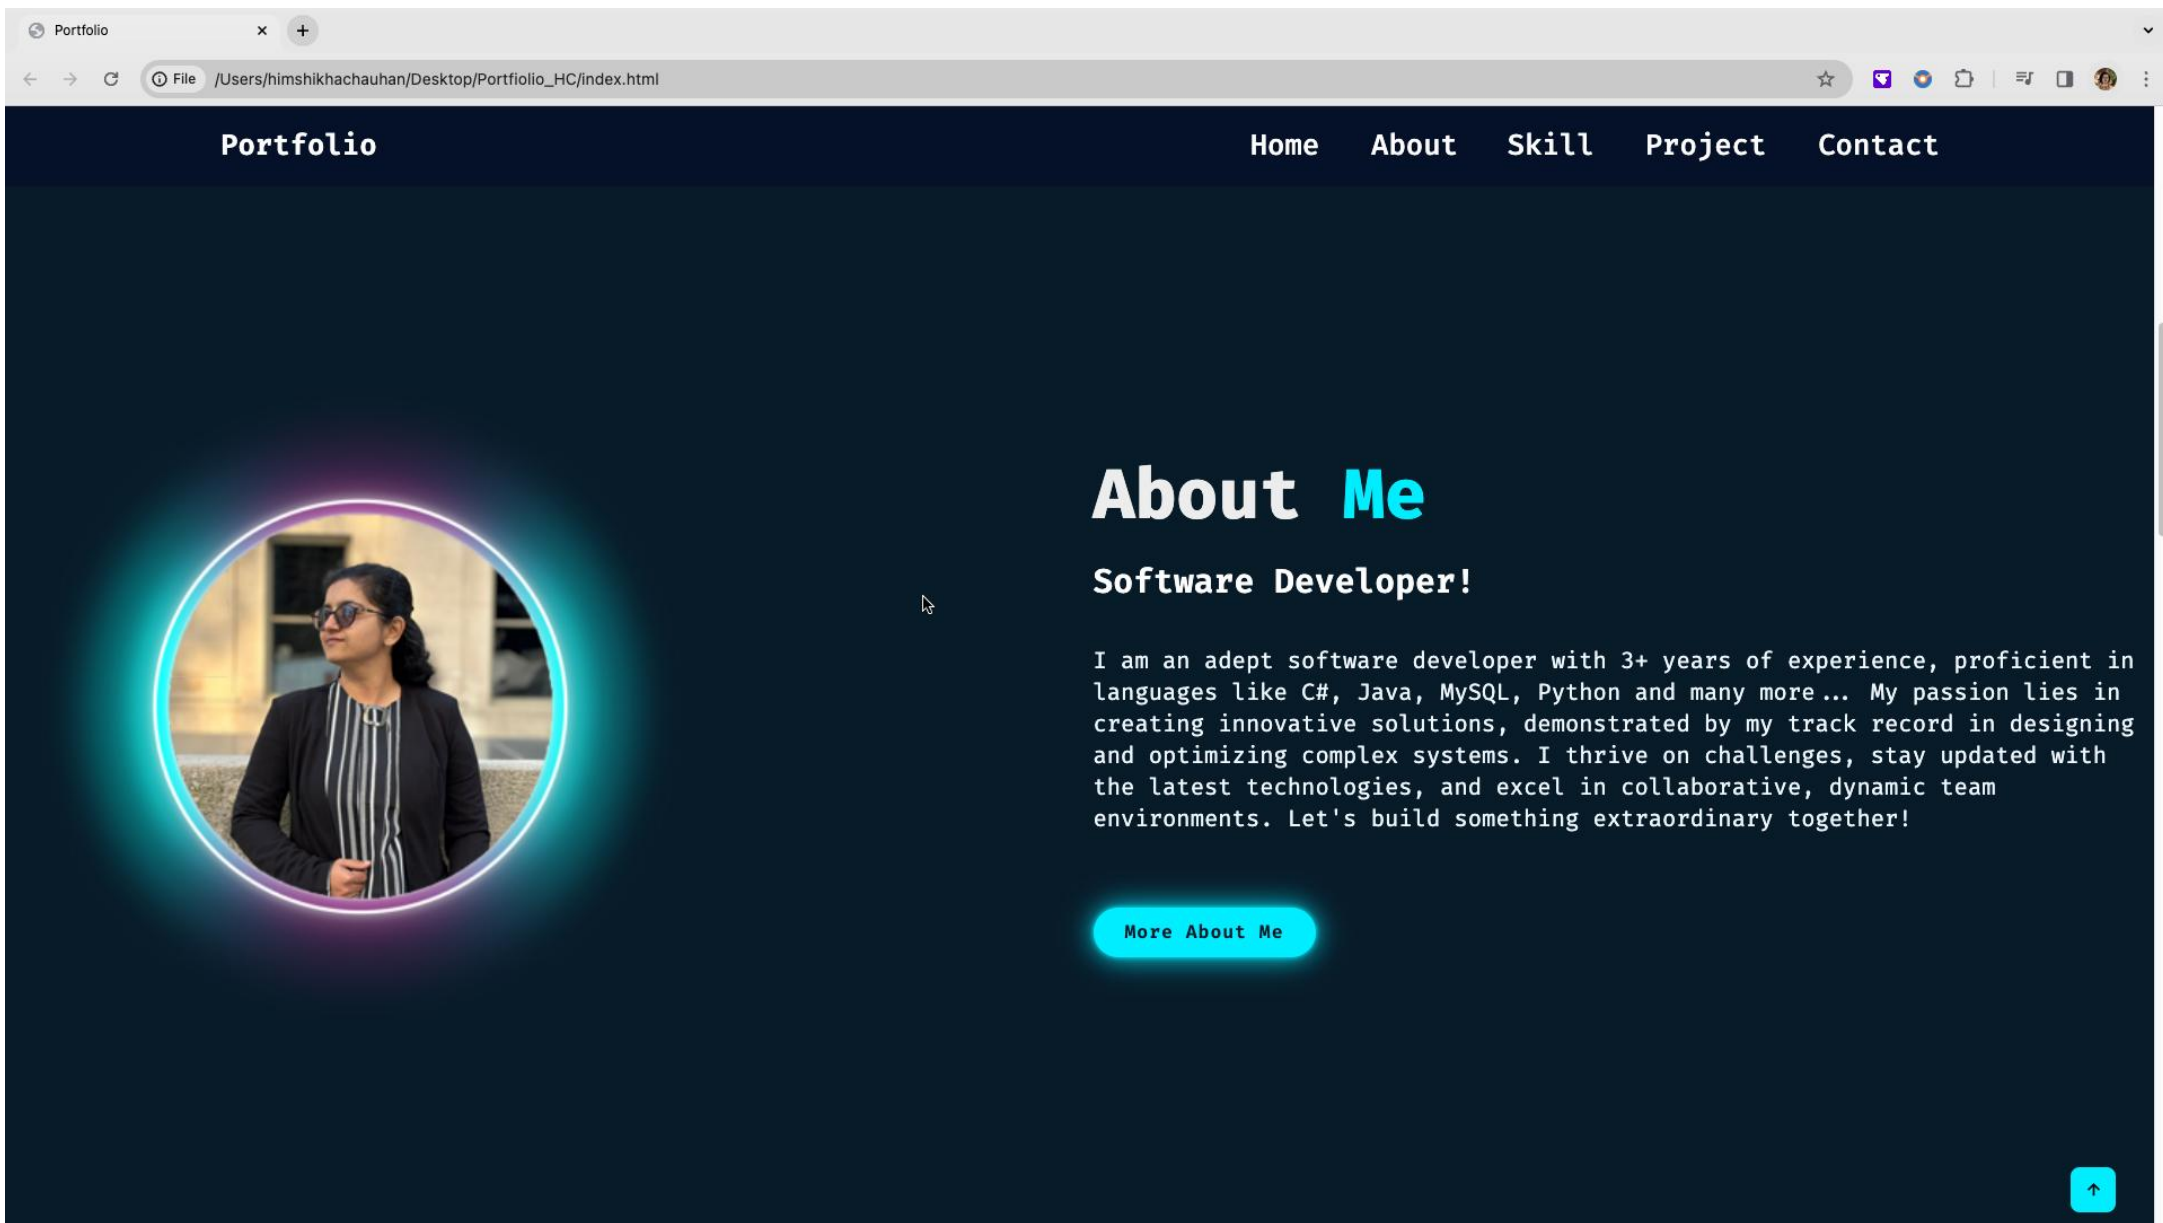 Portfolio
File /Users/himshikhachauhan/Desktop/Portfiolio_HC/index.html
Portfolio Home About Skill Project Contact
About Me
Software Developer!
I am an adept software developer with 3+ years of experience, proficient in
languages like C#, Java, MySQL, Python and many more... My passion lies in
creating innovative solutions, demonstrated by my track record in designing
and optimizing complex systems. I thrive on challenges, stay updated with
the latest technologies, and excel in collaborative, dynamic team
environments. Let's build something extraordinary together!
More About Me